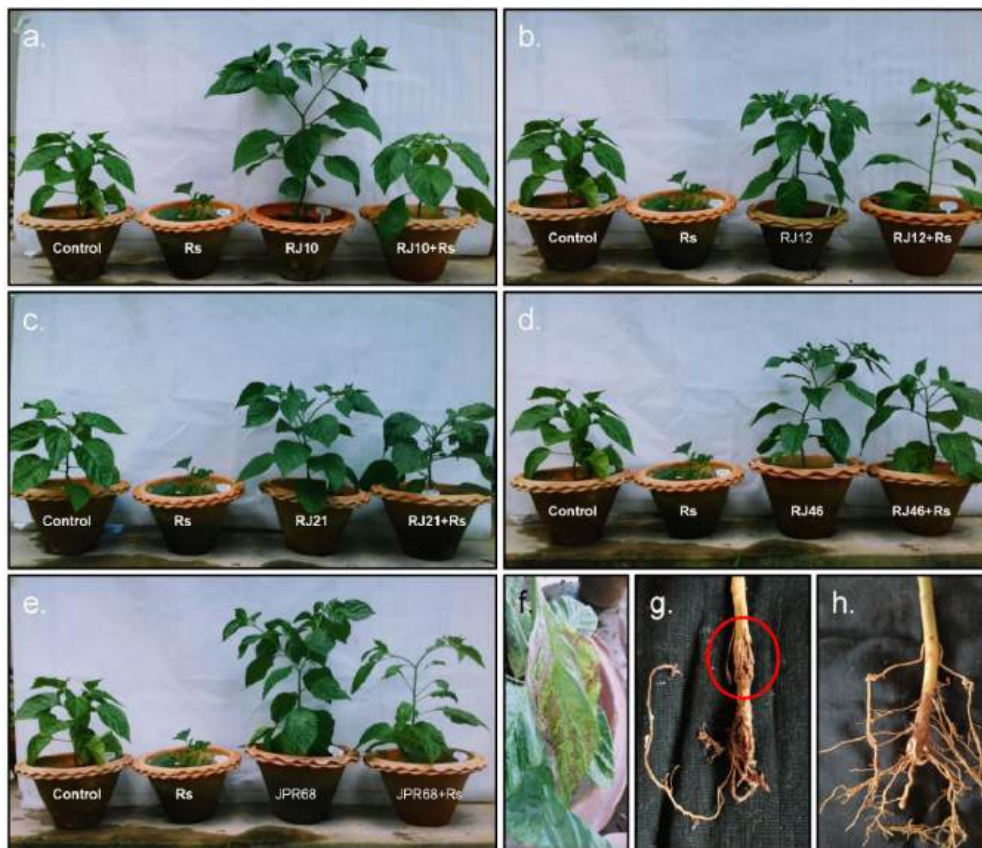 a.
Control Rs RJ10 RJ10+Rs
b.
Control Rs RJ12 RJ12+Rs
c.
Control Rs RJ21 RJ21+Rs
d.
Control Rs RJ46 RJ46+Rs
e.
Control Rs JPR68 JPR68+Rs
f.
g.
h.